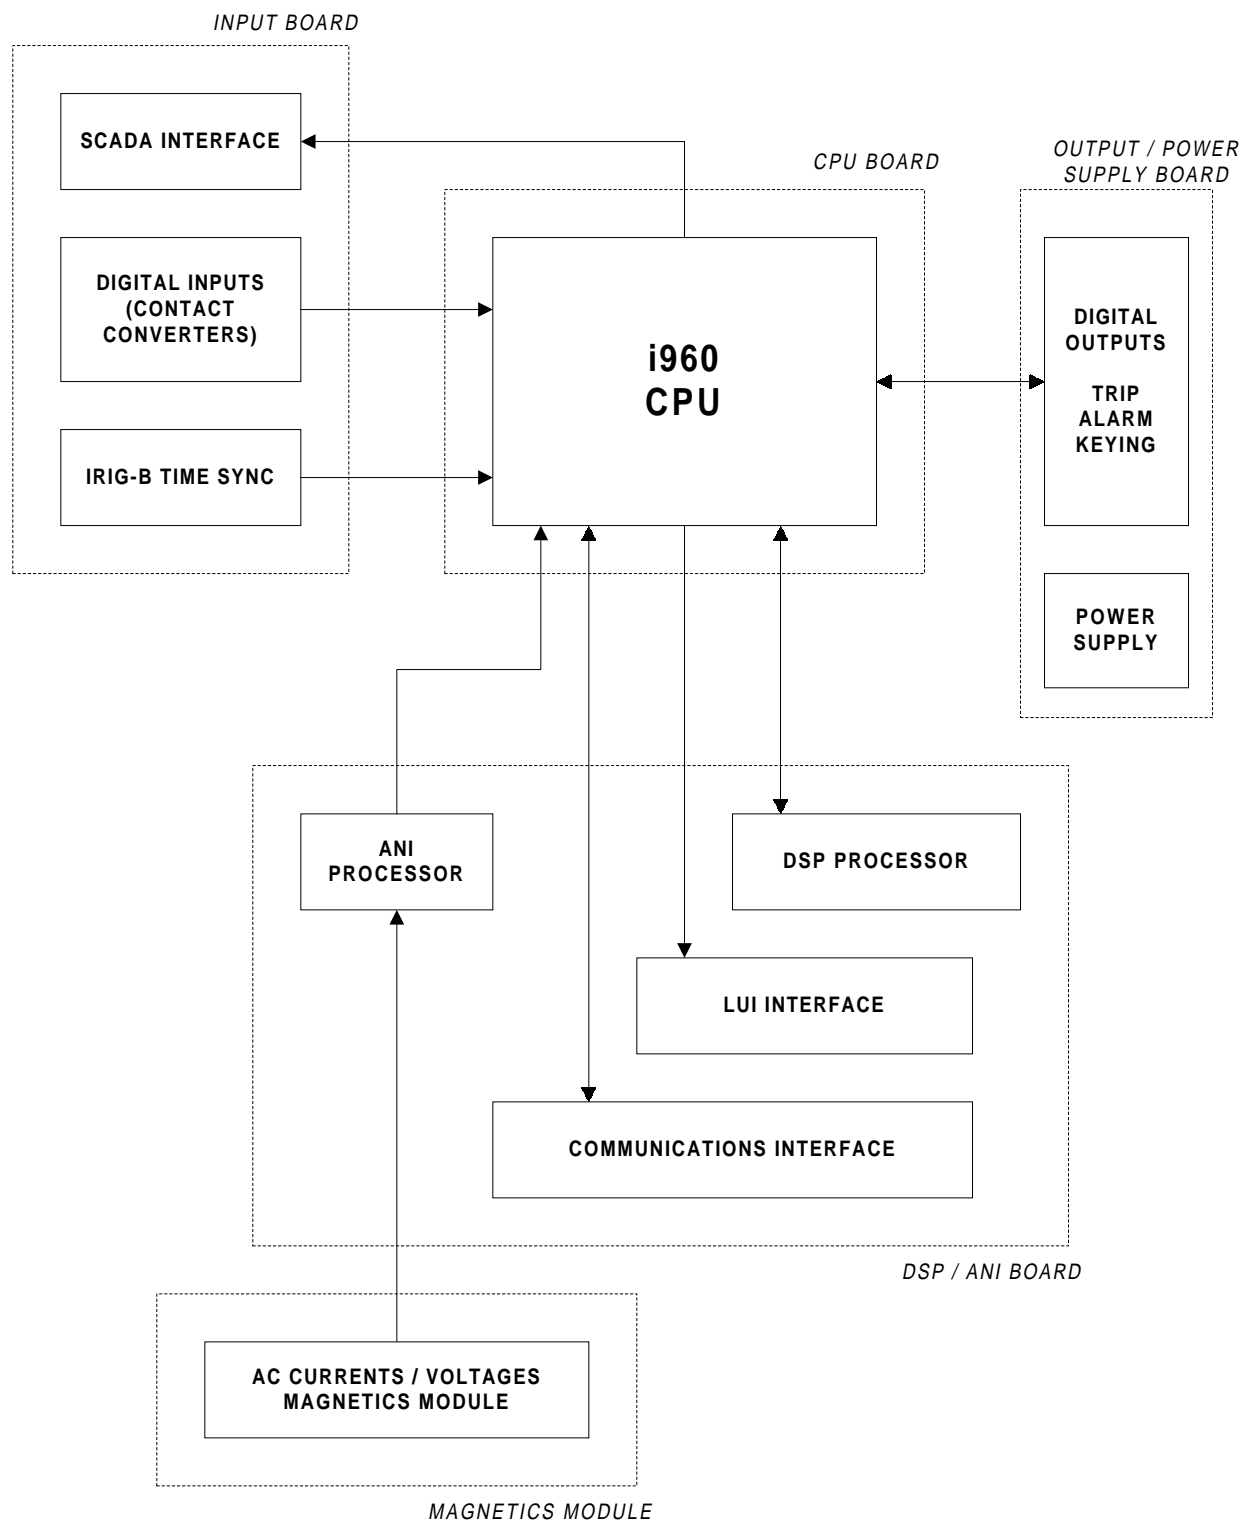 INPUT BOARD
SCADA INTERFACE
DIGITAL INPUTS
(CONTACT
CONVERTERS)
IRIG-B TIME SYNC
CPU BOARD
i960
CPU
OUTPUT / POWER
SUPPLY BOARD
DIGITAL
OUTPUTS
TRIP
ALARM
KEYING
POWER
SUPPLY
ANI
PROCESSOR
DSP PROCESSOR
LUI INTERFACE
COMMUNICATIONS INTERFACE
DSP / ANI BOARD
AC CURRENTS / VOLTAGES
MAGNETICS MODULE
MAGNETICS MODULE